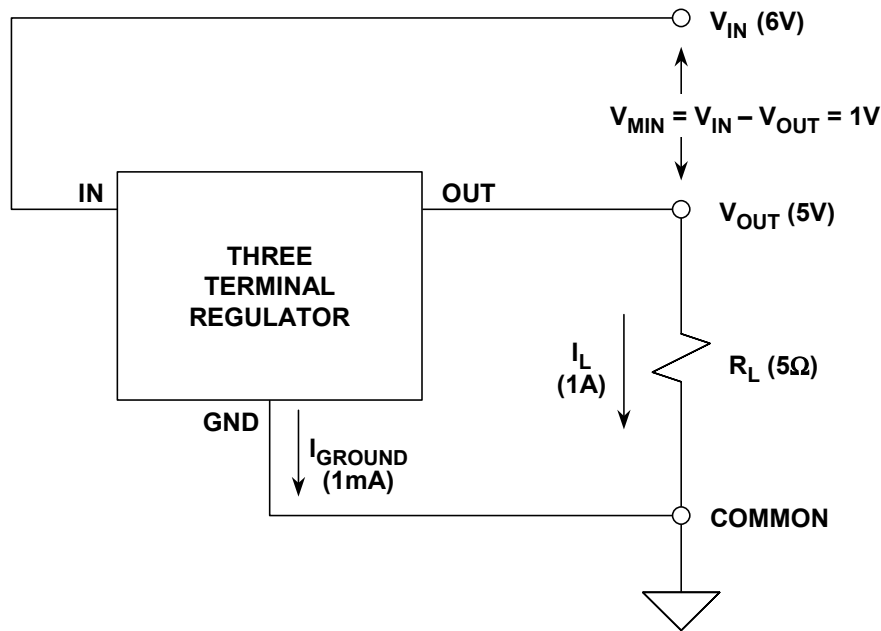 V_IN (6V)
V_MIN = V_IN – V_OUT = 1V
IN
OUT
V_OUT (5V)
THREE
TERMINAL
REGULATOR
I_L
(1A)
R_L (5Ω)
GND
I_GROUND
(1mA)
COMMON